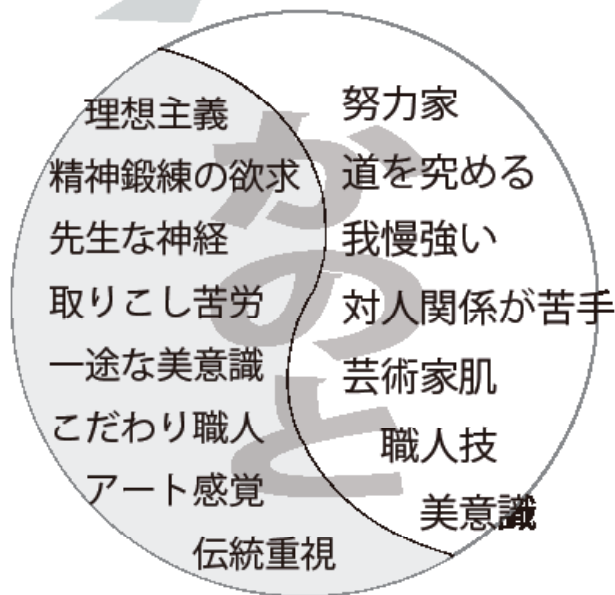 理想主義
精神鍛練の欲求
先生な神経
取りこし苦労
一途な美意識
こだわり職人
アート感覚
伝統重視
努力家
道を究める
我慢強い
対人関係が苦手
芸術家肌
職人技
美意識
かのと